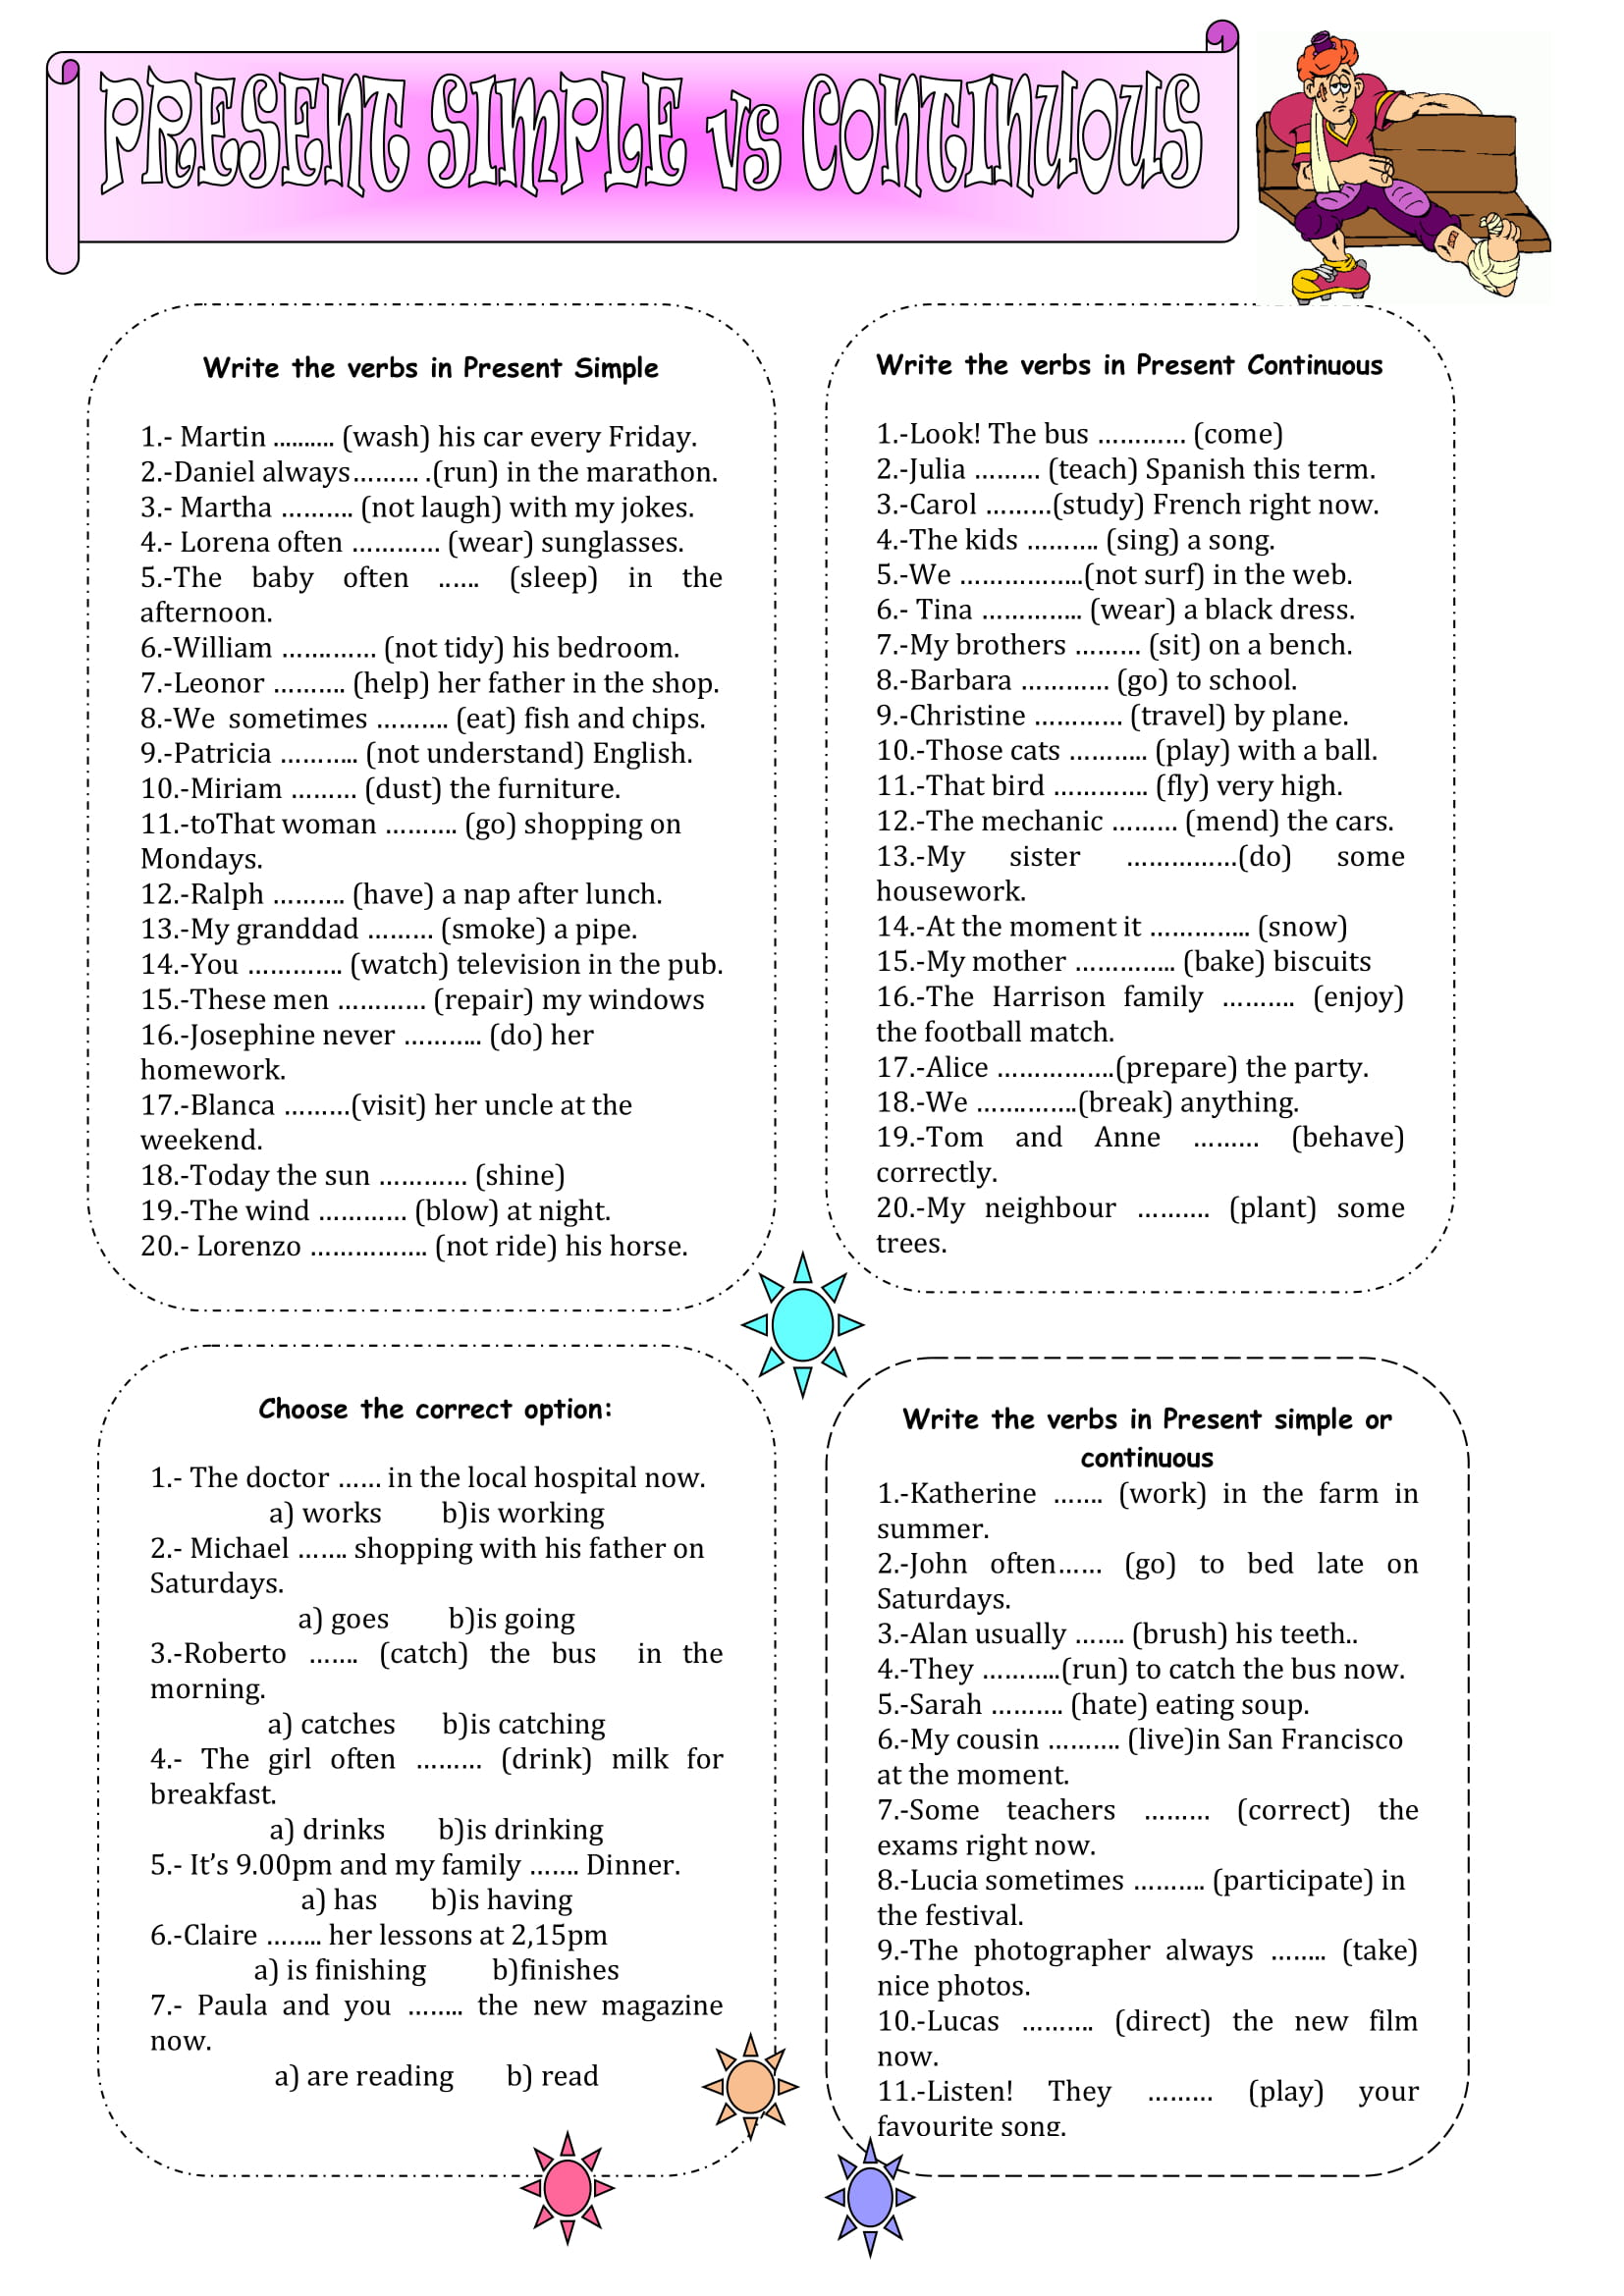 PRESENT SIMPLE vs CONTINUOUS
Write the verbs in Present Simple
1.- Martin .......... (wash) his car every Friday.
2.-Daniel always……… .(run) in the marathon.
3.- Martha ………. (not laugh) with my jokes.
4.- Lorena often ………… (wear) sunglasses.
5.-The baby often …... (sleep) in the
afternoon.
6.-William ………… (not tidy) his bedroom.
7.-Leonor ………. (help) her father in the shop.
8.-We sometimes ………. (eat) fish and chips.
9.-Patricia ……….. (not understand) English.
10.-Miriam ……… (dust) the furniture.
11.-toThat woman ………. (go) shopping on
Mondays.
12.-Ralph ………. (have) a nap after lunch.
13.-My granddad ……… (smoke) a pipe.
14.-You …………. (watch) television in the pub.
15.-These men ………… (repair) my windows
16.-Josephine never ……….. (do) her
homework.
17.-Blanca ………(visit) her uncle at the
weekend.
18.-Today the sun ………… (shine)
19.-The wind ………… (blow) at night.
20.- Lorenzo ……………. (not ride) his horse.
Write the verbs in Present Continuous
1.-Look! The bus ………… (come)
2.-Julia ……… (teach) Spanish this term.
3.-Carol ………(study) French right now.
4.-The kids ………. (sing) a song.
5.-We ……………..(not surf) in the web.
6.- Tina ………….. (wear) a black dress.
7.-My brothers ……… (sit) on a bench.
8.-Barbara ………… (go) to school.
9.-Christine ………… (travel) by plane.
10.-Those cats ……….. (play) with a ball.
11.-That bird …………. (fly) very high.
12.-The mechanic ……… (mend) the cars.
13.-My sister ……………(do) some
housework.
14.-At the moment it ………….. (snow)
15.-My mother ………….. (bake) biscuits
16.-The Harrison family ………. (enjoy)
the football match.
17.-Alice …………….(prepare) the party.
18.-We ………….(break) anything.
19.-Tom and Anne ……… (behave)
correctly.
20.-My neighbour ………. (plant) some
trees.
Choose the correct option:
1.- The doctor …… in the local hospital now.
a) works b)is working
2.- Michael ……. shopping with his father on
Saturdays.
a) goes b)is going
3.-Roberto ……. (catch) the bus in the
morning.
a) catches b)is catching
4.- The girl often ……… (drink) milk for
breakfast.
a) drinks b)is drinking
5.- It’s 9.00pm and my family ……. Dinner.
a) has b)is having
6.-Claire …….. her lessons at 2,15pm
a) is finishing b)finishes
7.- Paula and you …….. the new magazine
now.
a) are reading b) read
Write the verbs in Present simple or
continuous
1.-Katherine ……. (work) in the farm in
summer.
2.-John often…… (go) to bed late on
Saturdays.
3.-Alan usually ……. (brush) his teeth..
4.-They ………..(run) to catch the bus now.
5.-Sarah ………. (hate) eating soup.
6.-My cousin ………. (live)in San Francisco
at the moment.
7.-Some teachers ……… (correct) the
exams right now.
8.-Lucia sometimes ………. (participate) in
the festival.
9.-The photographer always …….. (take)
nice photos.
10.-Lucas ………. (direct) the new film
now.
11.-Listen! They ……… (play) your
favourite song.